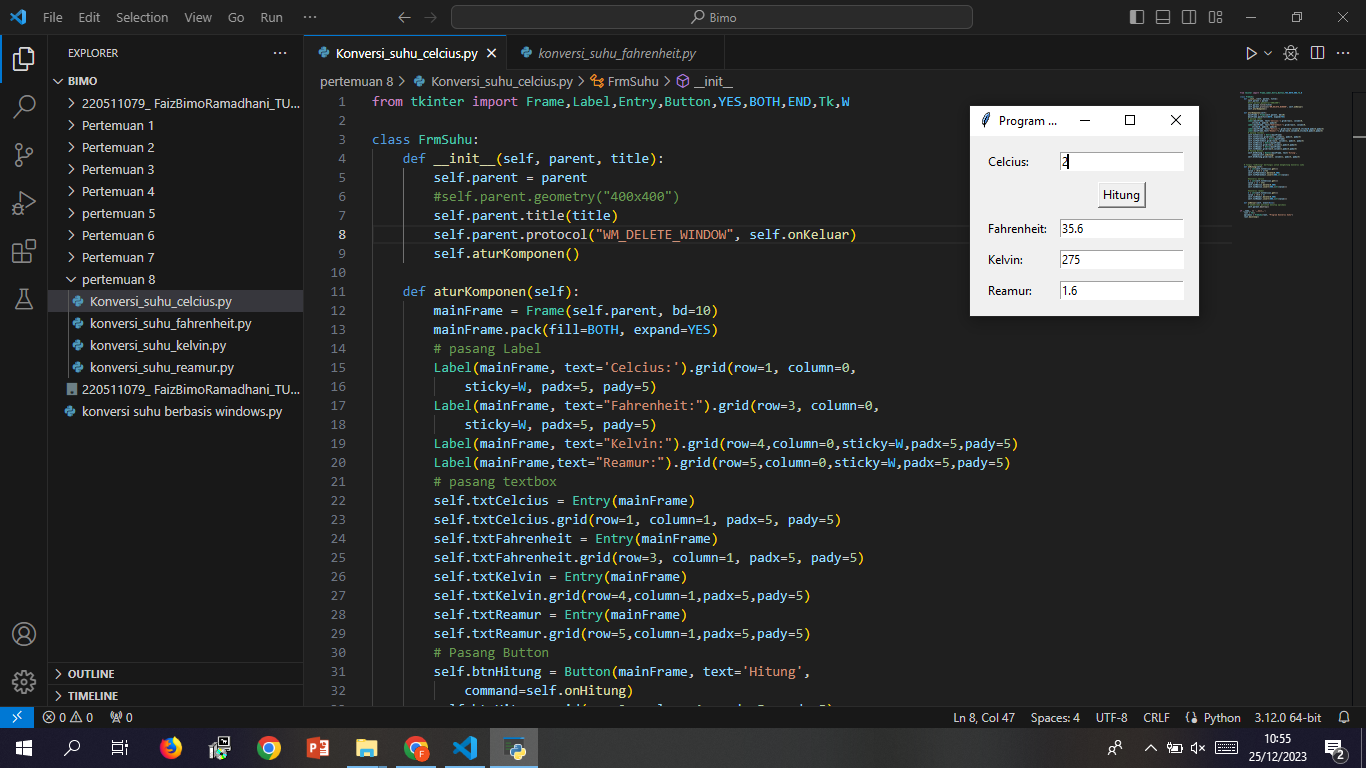 File Edit Selection View Go Run ···
Bimo
EXPLORER ···
BIMO
220511079_ FaizBimoRamadhani_TU...
Pertemuan 1
Pertemuan 2
Pertemuan 3
Pertemuan 4
pertemuan 5
Pertemuan 6
Pertemuan 7
pertemuan 8
Konversi_suhu_celcius.py
konversi_suhu_fahrenheit.py
konversi_suhu_kelvin.py
konversi_suhu_reamur.py
220511079_ FaizBimoRamadhani_TU...
konversi suhu berbasis windows.py
OUTLINE
TIMELINE
Konversi_suhu_celcius.py
konversi_suhu_fahrenheit.py
pertemuan 8 > Konversi_suhu_celcius.py > FrmSuhu > __init__
1 from tkinter import Frame,Label,Entry,Button,YES,BOTH,END,Tk,W
2
3 class FrmSuhu:
4 def __init__(self, parent, title):
5 self.parent = parent
6 #self.parent.geometry("400x400")
7 self.parent.title(title)
8 self.parent.protocol("WM_DELETE_WINDOW", self.onKeluar)
9 self.aturKomponen()
10
11 def aturKomponen(self):
12 mainFrame = Frame(self.parent, bd=10)
13 mainFrame.pack(fill=BOTH, expand=YES)
14 # pasang Label
15 Label(mainFrame, text='Celcius:').grid(row=1, column=0,
16 sticky=W, padx=5, pady=5)
17 Label(mainFrame, text="Fahrenheit:").grid(row=3, column=0,
18 sticky=W, padx=5, pady=5)
19 Label(mainFrame, text="Kelvin:").grid(row=4,column=0,sticky=W,padx=5,pady=5)
20 Label(mainFrame,text="Reamur:").grid(row=5,column=0,sticky=W,padx=5,pady=5)
21 # pasang textbox
22 self.txtCelcius = Entry(mainFrame)
23 self.txtCelcius.grid(row=1, column=1, padx=5, pady=5)
24 self.txtFahrenheit = Entry(mainFrame)
25 self.txtFahrenheit.grid(row=3, column=1, padx=5, pady=5)
26 self.txtKelvin = Entry(mainFrame)
27 self.txtKelvin.grid(row=4,column=1,padx=5,pady=5)
28 self.txtReamur = Entry(mainFrame)
29 self.txtReamur.grid(row=5,column=1,padx=5,pady=5)
30 # Pasang Button
31 self.btnHitung = Button(mainFrame, text='Hitung',
32 command=self.onHitung)
Program ...
Celcius: 2
Hitung
Fahrenheit: 35.6
Kelvin: 275
Reamur: 1.6
0 0 0
Ln 8, Col 47 Spaces: 4 UTF-8 CRLF Python 3.12.0 64-bit
10:55
25/12/2023
2